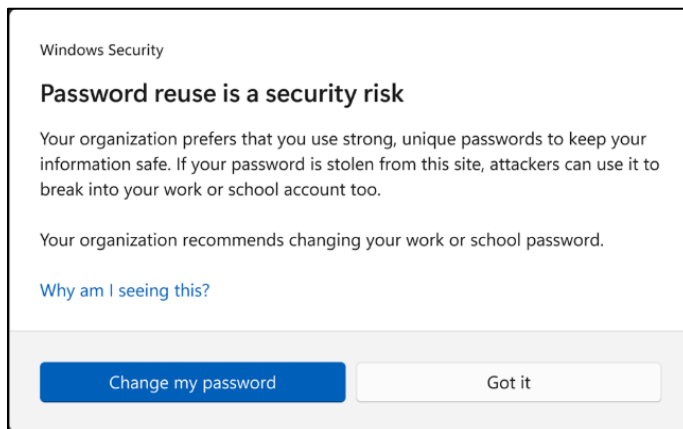 Windows Security
Password reuse is a security risk
Your organization prefers that you use strong, unique passwords to keep your
information safe. If your password is stolen from this site, attackers can use it to
break into your work or school account too.
Your organization recommends changing your work or school password.
Why am I seeing this?
Change my password
Got it